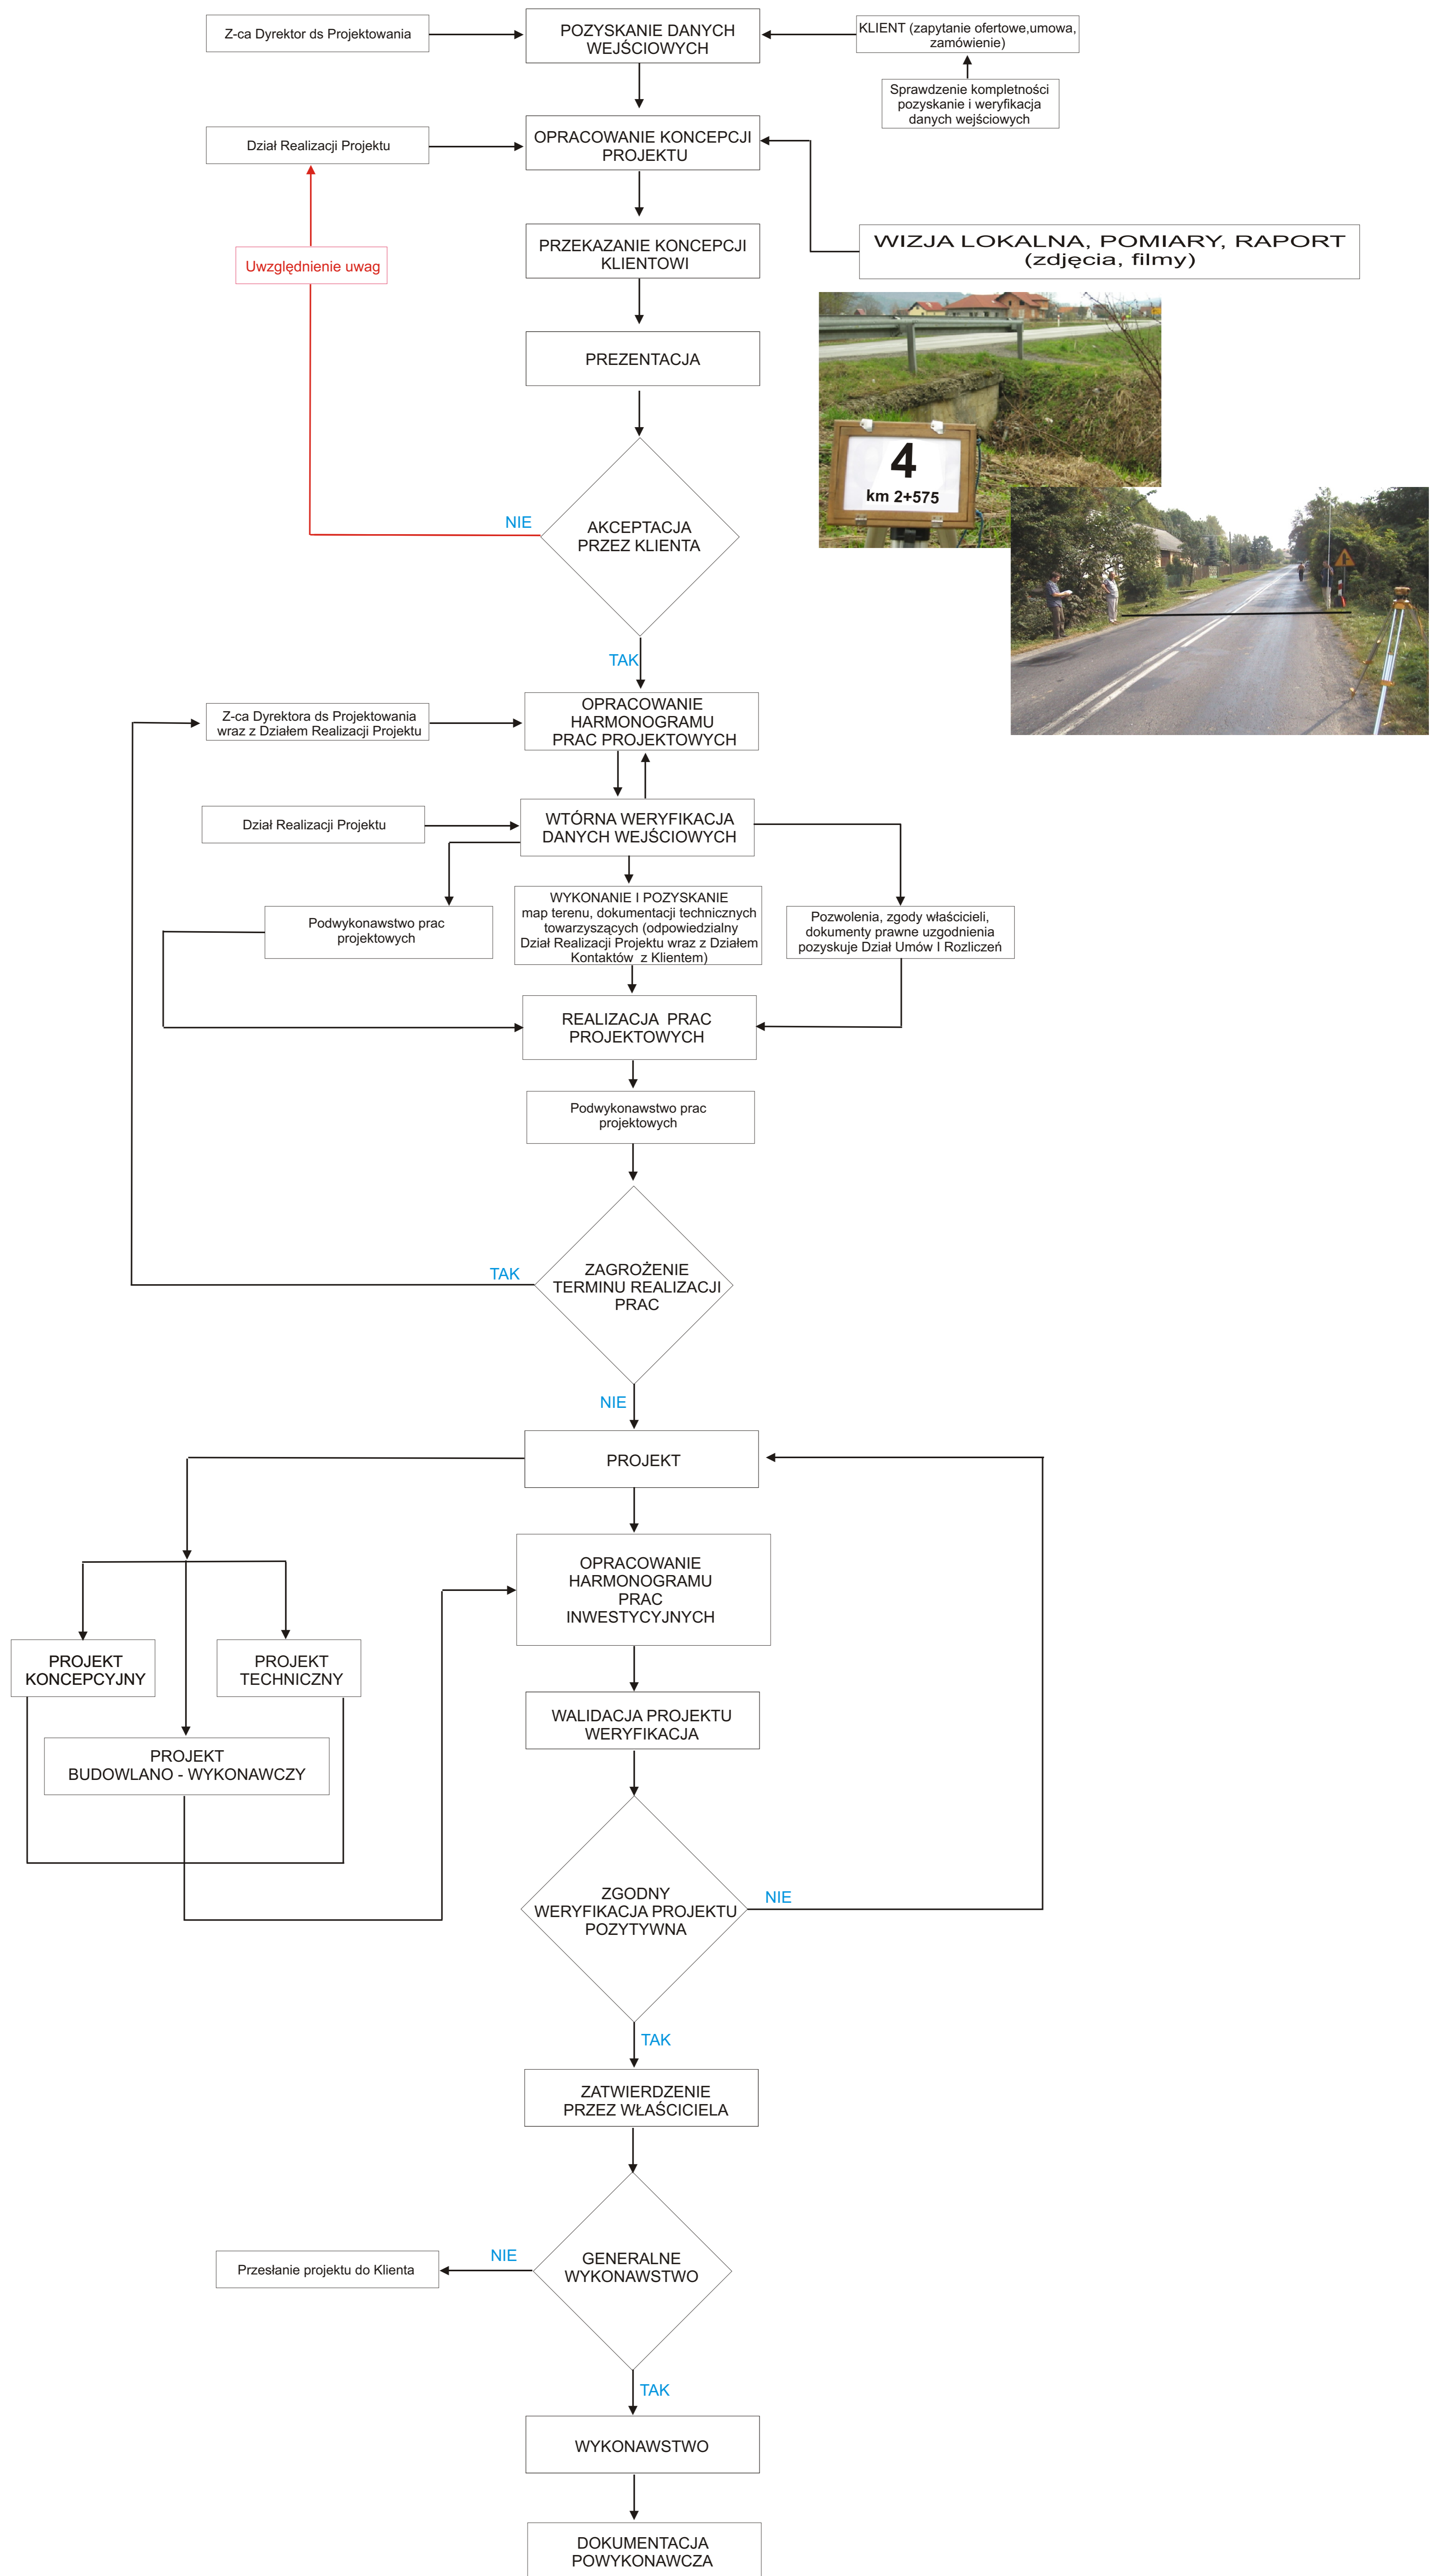 Z-ca Dyrektor ds Projektowania
POZYSKANIE DANYCH
WEJŚCIOWYCH
KLIENT (zapytanie ofertowe,umowa,
zamówienie)
Sprawdzenie kompletności
pozyskanie i weryfikacja
danych wejściowych
Dział Realizacji Projektu
OPRACOWANIE KONCEPCJI
PROJEKTU
Uwzględnienie uwag
PRZEKAZANIE KONCEPCJI
KLIENTOWI
WIZJA LOKALNA, POMIARY, RAPORT
(zdjęcia, filmy)
PREZENTACJA
4
km 2+575
NIE
AKCEPTACJA
PRZEZ KLIENTA
TAK
Z-ca Dyrektora ds Projektowania
wraz z Działem Realizacji Projektu
OPRACOWANIE
HARMONOGRAMU
PRAC PROJEKTOWYCH
Dział Realizacji Projektu
WTÓRNA WERYFIKACJA
DANYCH WEJŚCIOWYCH
Podwykonawstwo prac
projektowych
WYKONANIE I POZYSKANIE
map terenu, dokumentacji technicznych
towarzyszących (odpowiedzialny
Dział Realizacji Projektu wraz z Działem
Kontaktów z Klientem)
Pozwolenia, zgody właścicieli,
dokumenty prawne uzgodnienia
pozyskuje Dział Umów I Rozliczeń
REALIZACJA PRAC
PROJEKTOWYCH
Podwykonawstwo prac
projektowych
TAK
ZAGROŻENIE
TERMINU REALIZACJI
PRAC
NIE
PROJEKT
OPRACOWANIE
HARMONOGRAMU
PRAC
INWESTYCYJNYCH
PROJEKT
KONCEPCYJNY
PROJEKT
TECHNICZNY
PROJEKT
BUDOWLANO - WYKONAWCZY
WALIDACJA PROJEKTU
WERYFIKACJA
ZGODNY
WERYFIKACJA PROJEKTU
POZYTYWNA
NIE
TAK
ZATWIERDZENIE
PRZEZ WŁAŚCICIELA
Przesłanie projektu do Klienta
NIE
GENERALNE
WYKONAWSTWO
TAK
WYKONAWSTWO
DOKUMENTACJA
POWYKONAWCZA